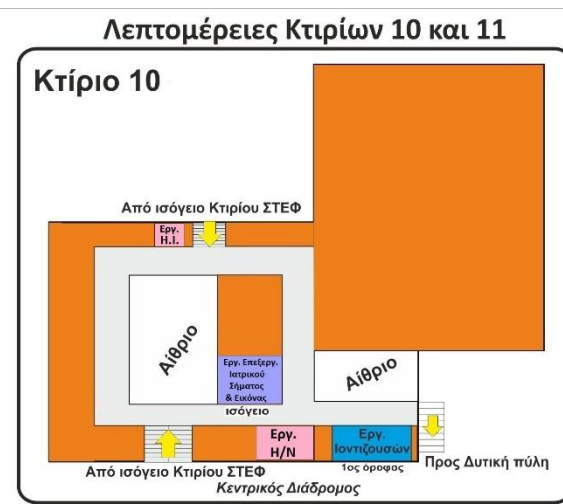 Λεπτομέρειες Κτιρίων 10 και 11
Κτίριο 10
Από ισόγειο Κτιρίου ΣΤΕΦ
Εργ.
Η.Ι.
Αίθριο
Εργ. Επεξεργ.
Ιατρικού
Σήματος
& Εικόνας
ισόγειο
Αίθριο
Εργ.
Η/Ν
Εργ.
Ιοντιζουσών
1ος όροφος
Προς Δυτική πύλη
Από ισόγειο Κτιρίου ΣΤΕΦ
Κεντρικός Διάδρομος